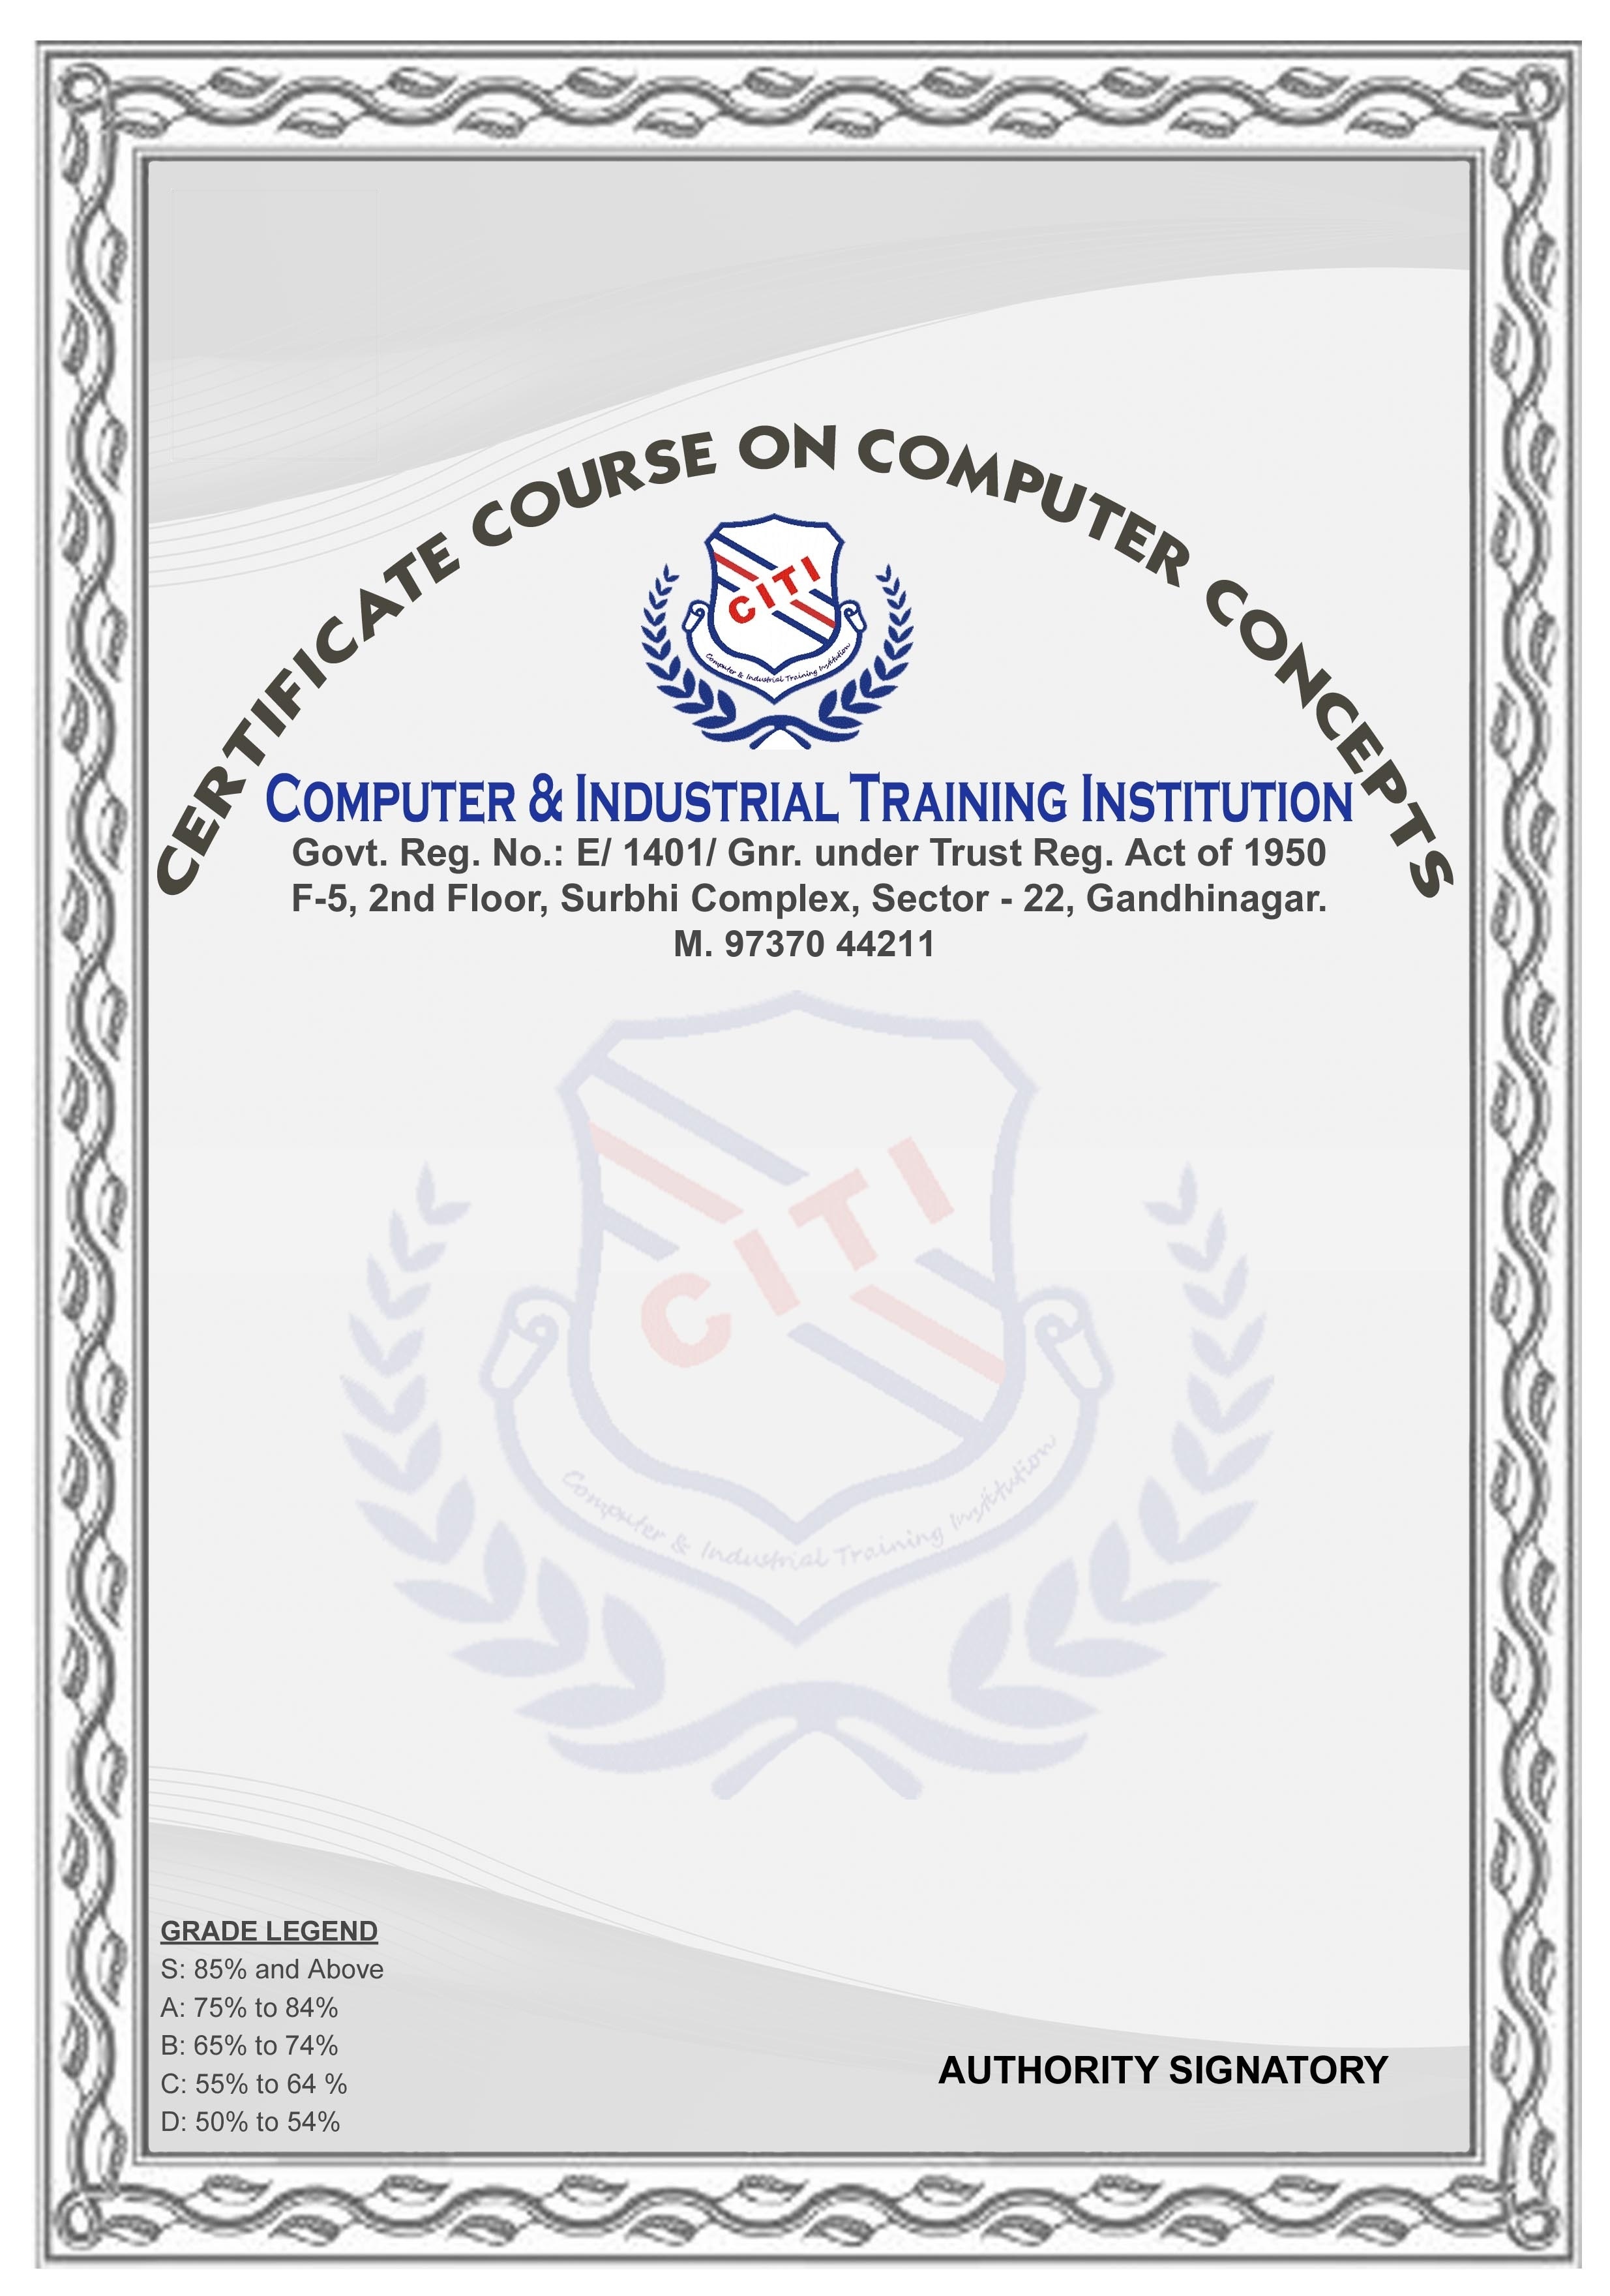 CERTIFICATE COURSE ON COMPUTER CONCEPTS
CITI
Computer & Industrial Training Institution
COMPUTER & INDUSTRIAL TRAINING INSTITUTION
Govt. Reg. No.: E/ 1401/ Gnr. under Trust Reg. Act of 1950
F-5, 2nd Floor, Surbhi Complex, Sector - 22, Gandhinagar.
M. 97370 44211
CITI
Computer & Industrial Training Institution
GRADE LEGEND
S: 85% and Above
A: 75% to 84%
B: 65% to 74%
C: 55% to 64 %
D: 50% to 54%
AUTHORITY SIGNATORY